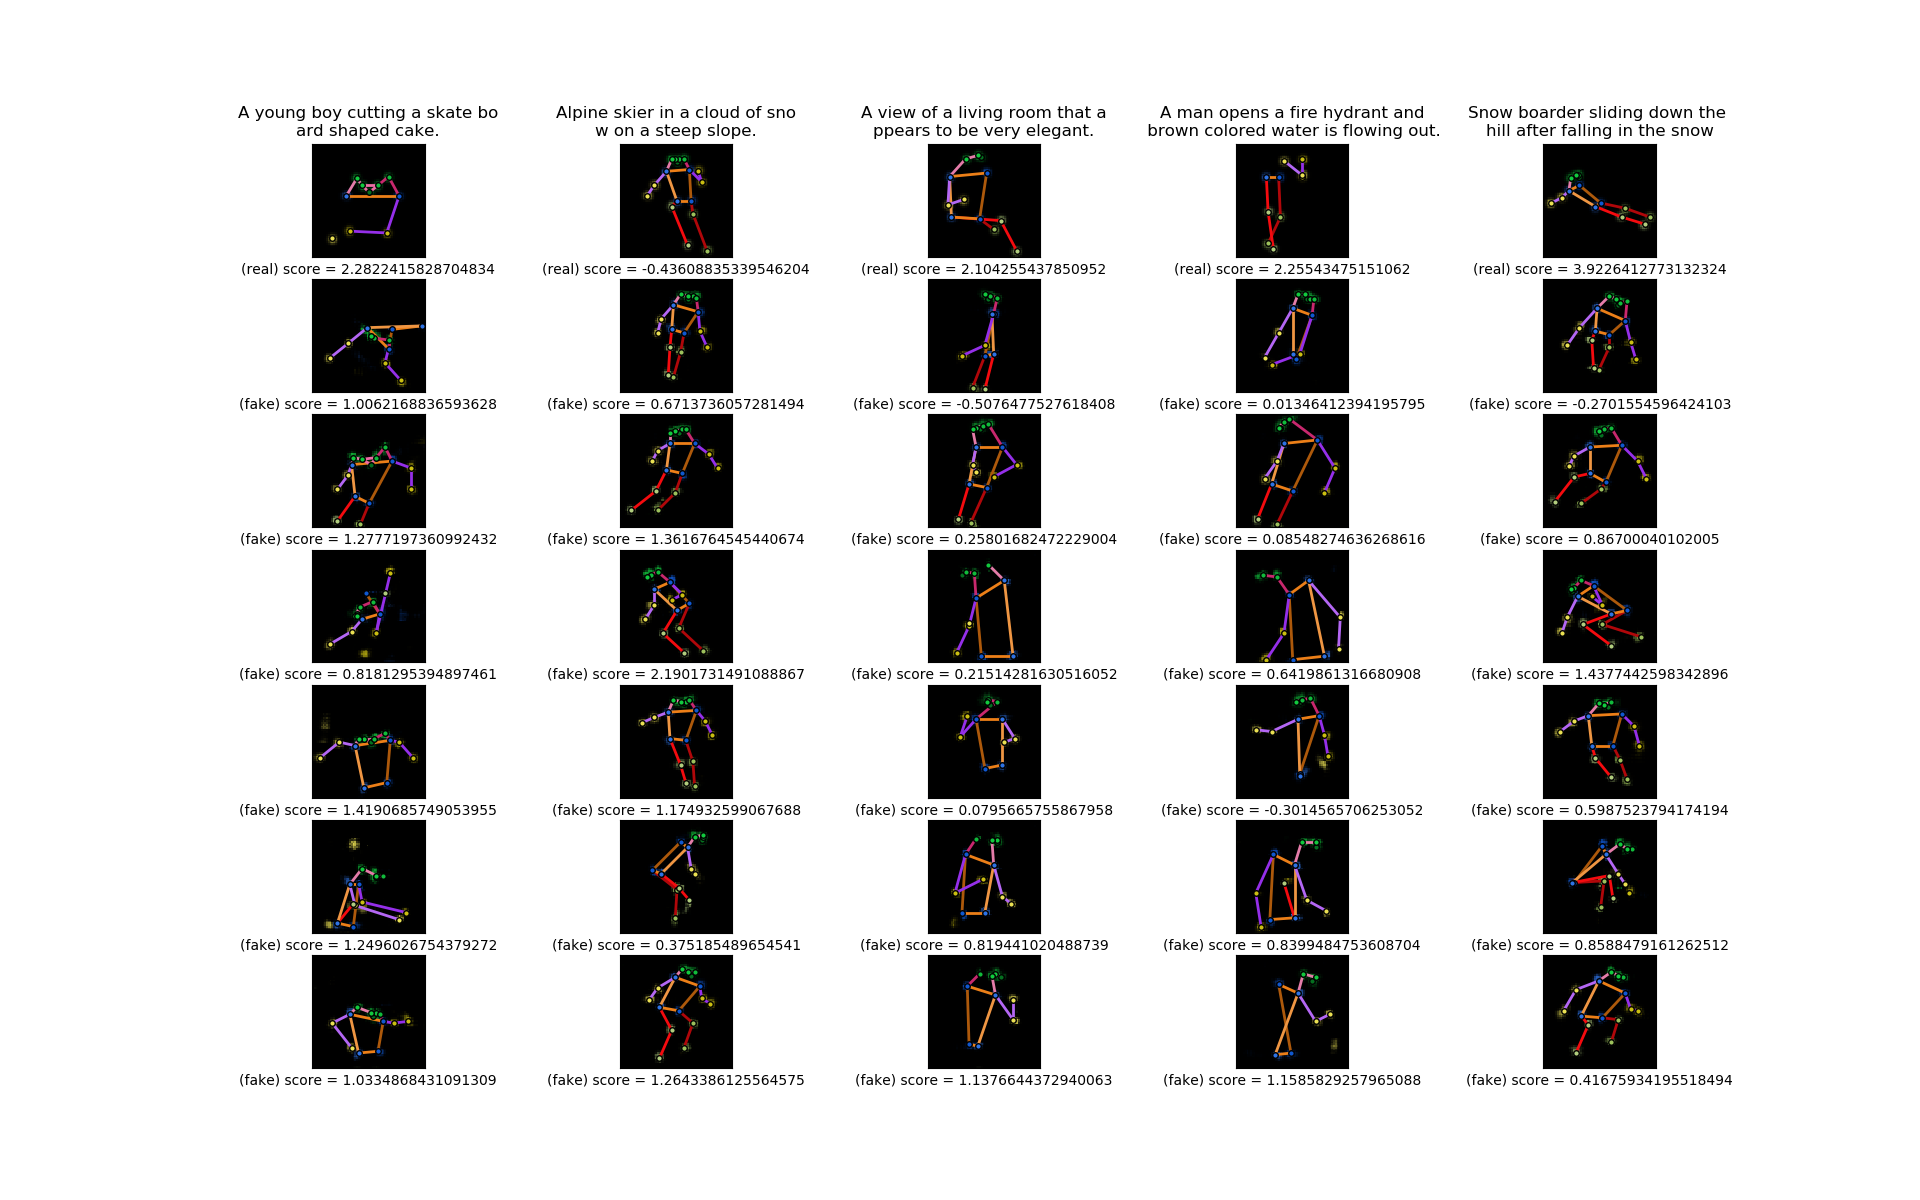 A young boy cutting a skate bo
ard shaped cake.
Alpine skier in a cloud of sno
w on a steep slope.
A view of a living room that a
ppears to be very elegant.
A man opens a fire hydrant and
brown colored water is flowing out.
Snow boarder sliding down the
hill after falling in the snow
(real) score = 2.2822415828704834
(real) score = -0.43608835339546204
(real) score = 2.104255437850952
(real) score = 2.25543475151062
(real) score = 3.9226412773132324
(fake) score = 1.0062168836593628
(fake) score = 0.6713736057281494
(fake) score = -0.5076477527618408
(fake) score = 0.01346412394195795
(fake) score = -0.2701554596424103
(fake) score = 1.2777197360992432
(fake) score = 1.3616764545440674
(fake) score = 0.25801682472229004
(fake) score = 0.08548274636268616
(fake) score = 0.86700040102005
(fake) score = 0.8181295394897461
(fake) score = 2.1901731491088867
(fake) score = 0.21514281630516052
(fake) score = 0.6419861316680908
(fake) score = 1.4377442598342896
(fake) score = 1.4190685749053955
(fake) score = 1.174932599067688
(fake) score = 0.0795665755867958
(fake) score = -0.3014565706253052
(fake) score = 0.5987523794174194
(fake) score = 1.2496026754379272
(fake) score = 0.375185489654541
(fake) score = 0.819441020488739
(fake) score = 0.8399484753608704
(fake) score = 0.8588479161262512
(fake) score = 1.0334868431091309
(fake) score = 1.2643386125564575
(fake) score = 1.1376644372940063
(fake) score = 1.1585829257965088
(fake) score = 0.41675934195518494